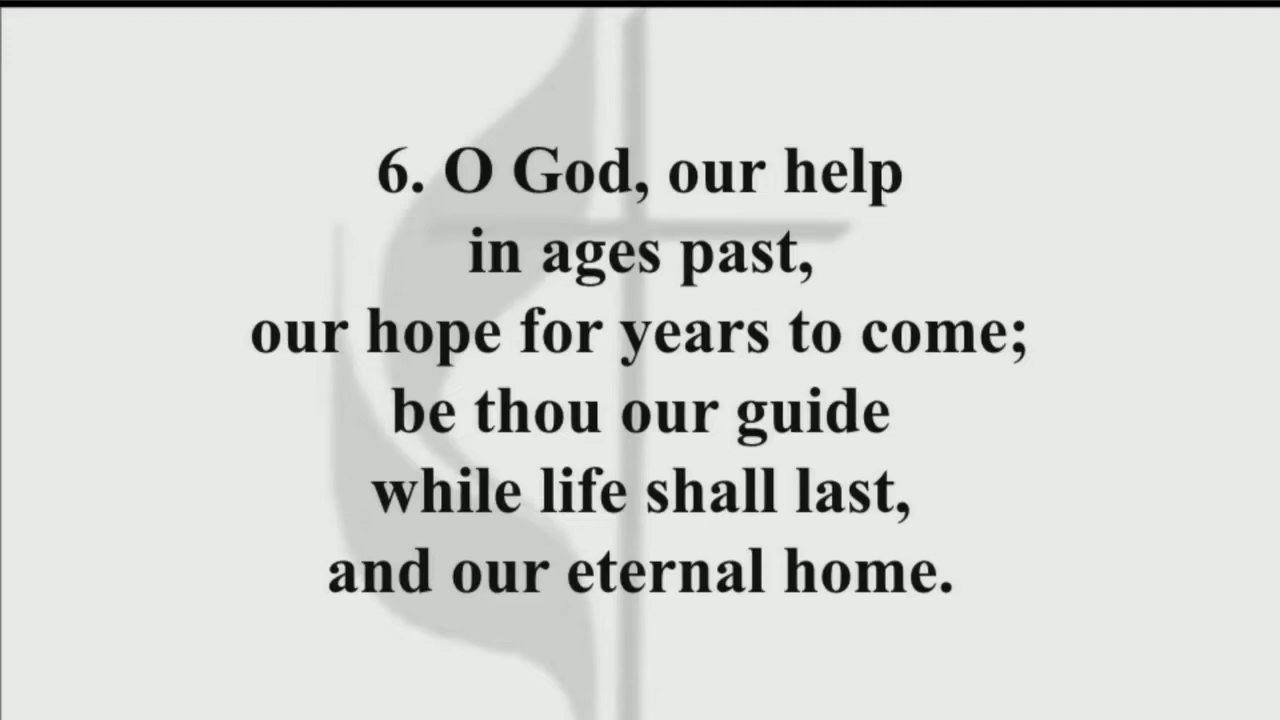 6. O God, our help
in ages past,
our hope for years to come;
be thou our guide
while life shall last,
and our eternal home.